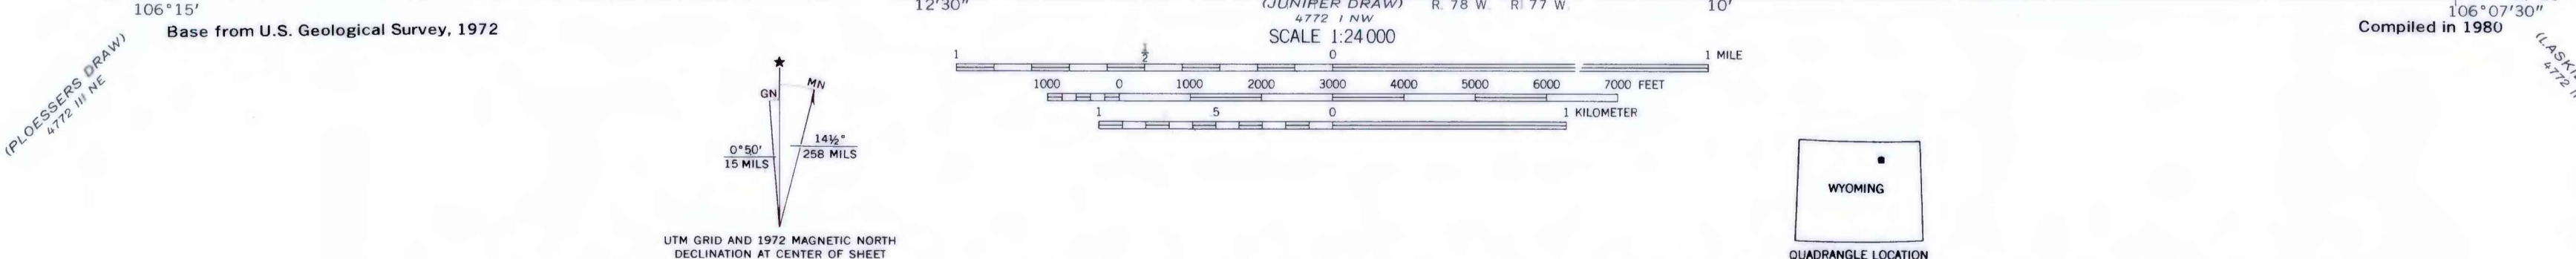 106°15'
12'30"
(JUNIPER DRAW)
R. 78 W. R. 77 W.
10'
106°07'30"
4772 I NW
Base from U.S. Geological Survey, 1972
SCALE 1:24 000
Compiled in 1980
(PLOESSERS DRAW)
4772 III NE
4772
1 ½ 0 1 MILE
1000 0 1000 2000 3000 4000 5000 6000 7000 FEET
1 .5 0 1 KILOMETER
GN MN
0°50' 14½°
15 MILS 258 MILS
UTM GRID AND 1972 MAGNETIC NORTH
DECLINATION AT CENTER OF SHEET
WYOMING
QUADRANGLE LOCATION